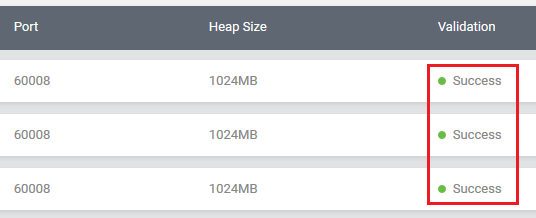 Port Heap Size Validation
60008 1024MB Success
60008 1024MB Success
60008 1024MB Success